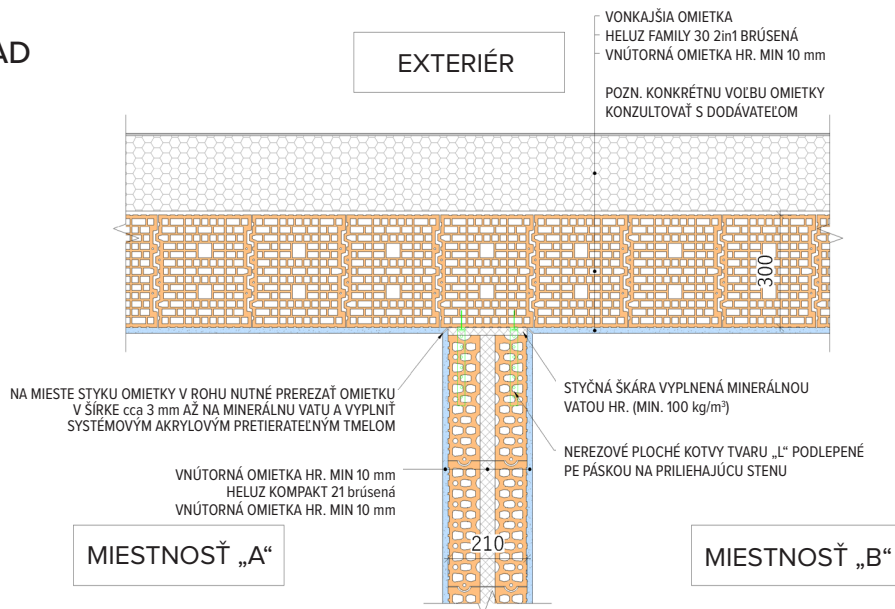 AD
EXTERIÉR
VONKAJŠIA OMIETKA
HELUZ FAMILY 30 2in1 BRÚSENÁ
VNÚTORNÁ OMIETKA HR. MIN 10 mm
POZN. KONKRÉTNU VOĽBU OMIETKY
KONZULTOVAŤ S DODÁVATEĽOM
300
NA MIESTE STYKU OMIETKY V ROHU NUTNÉ PREREZAŤ OMIETKU
V ŠÍRKE cca 3 mm AŽ NA MINERÁLNU VATU A VYPLNIŤ
SYSTÉMOVÝM AKRYLOVÝM PRETIERATEĽNÝM TMELOM
STYČNÁ ŠKÁRA VYPLNENÁ MINERÁLNOU
VATOU HR. (MIN. 100 kg/m³)
NEREZOVÉ PLOCHÉ KOTVY TVARU „L“ PODLEPENÉ
PE PÁSKOU NA PRILIEHAJÚCU STENU
VNÚTORNÁ OMIETKA HR. MIN 10 mm
HELUZ KOMPAKT 21 brúsená
VNÚTORNÁ OMIETKA HR. MIN 10 mm
210
MIESTNOSŤ „A“
MIESTNOSŤ „B“